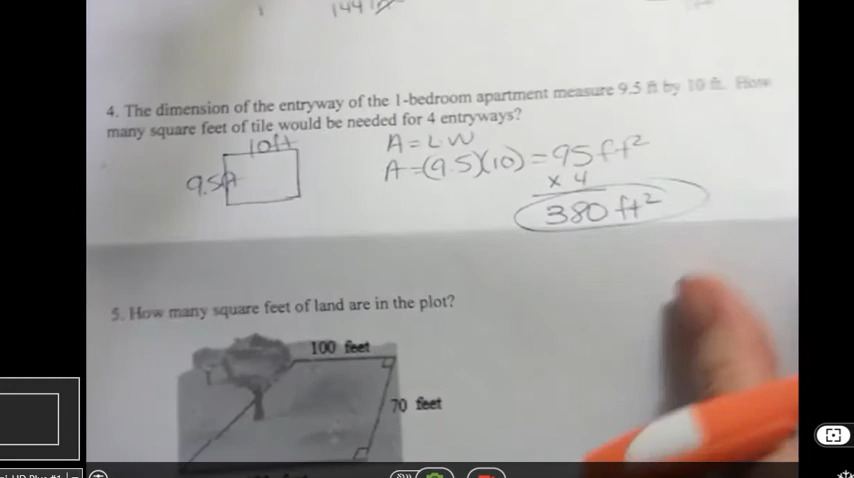 144
4. The dimension of the entryway of the 1-bedroom apartment measure 9.5 ft by 10 ft. How
many square feet of tile would be needed for 4 entryways?
10ft
A = LW
9.5ft
A=(9.5)(10) = 95ft²
x 4
380 ft²
5. How many square feet of land are in the plot?
100 feet
70 feet